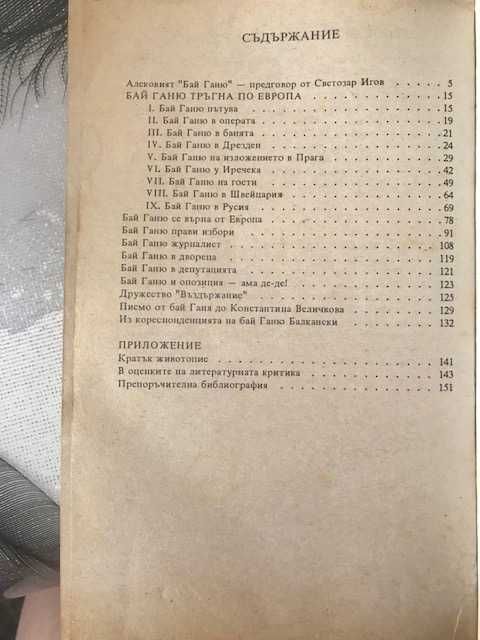 СЪДЪРЖАНИЕ
Алековият "Бай Ганю" — предговор от Светозар Игов . . . . . 5
БАЙ ГАНЮ ТРЪГНА ПО ЕВРОПА . . . . . . . . . . . 15
I. Бай Ганю пътува . . . . . . . . . . . . . . . . 15
II. Бай Ганю в операта . . . . . . . . . . . . . . 19
III. Бай Ганю в банята . . . . . . . . . . . . . . 21
IV. Бай Ганю в Дрезден . . . . . . . . . . . . . . 24
V. Бай Ганю на изложението в Прага . . . . . . . . . 29
VI. Бай Ганю у Иречека . . . . . . . . . . . . . . 42
VII. Бай Ганю на гости . . . . . . . . . . . . . . 49
VIII. Бай Ганю в Швейцария . . . . . . . . . . . . 64
IX. Бай Ганю в Русия . . . . . . . . . . . . . . . 69
Бай Ганю се върна от Европа . . . . . . . . . . . . 78
Бай Ганю прави избори . . . . . . . . . . . . . . . 91
Бай Ганю журналист . . . . . . . . . . . . . . . . 108
Бай Ганю в двореца . . . . . . . . . . . . . . . . 119
Бай Ганю в депутацията . . . . . . . . . . . . . . 121
Бай Ганю и опозиция — ама де-де! . . . . . . . . . . 123
Дружество "Въздържание" . . . . . . . . . . . . . . 125
Писмо от бай Ганя до Константина Величкова . . . . . . 129
Из кореспонденцията на бай Ганю Балкански . . . . . . . 132
ПРИЛОЖЕНИЕ
Кратък животопис . . . . . . . . . . . . . . . . . 141
В оценките на литературната критика . . . . . . . . . 143
Препоръчителна библиография . . . . . . . . . . . . 151